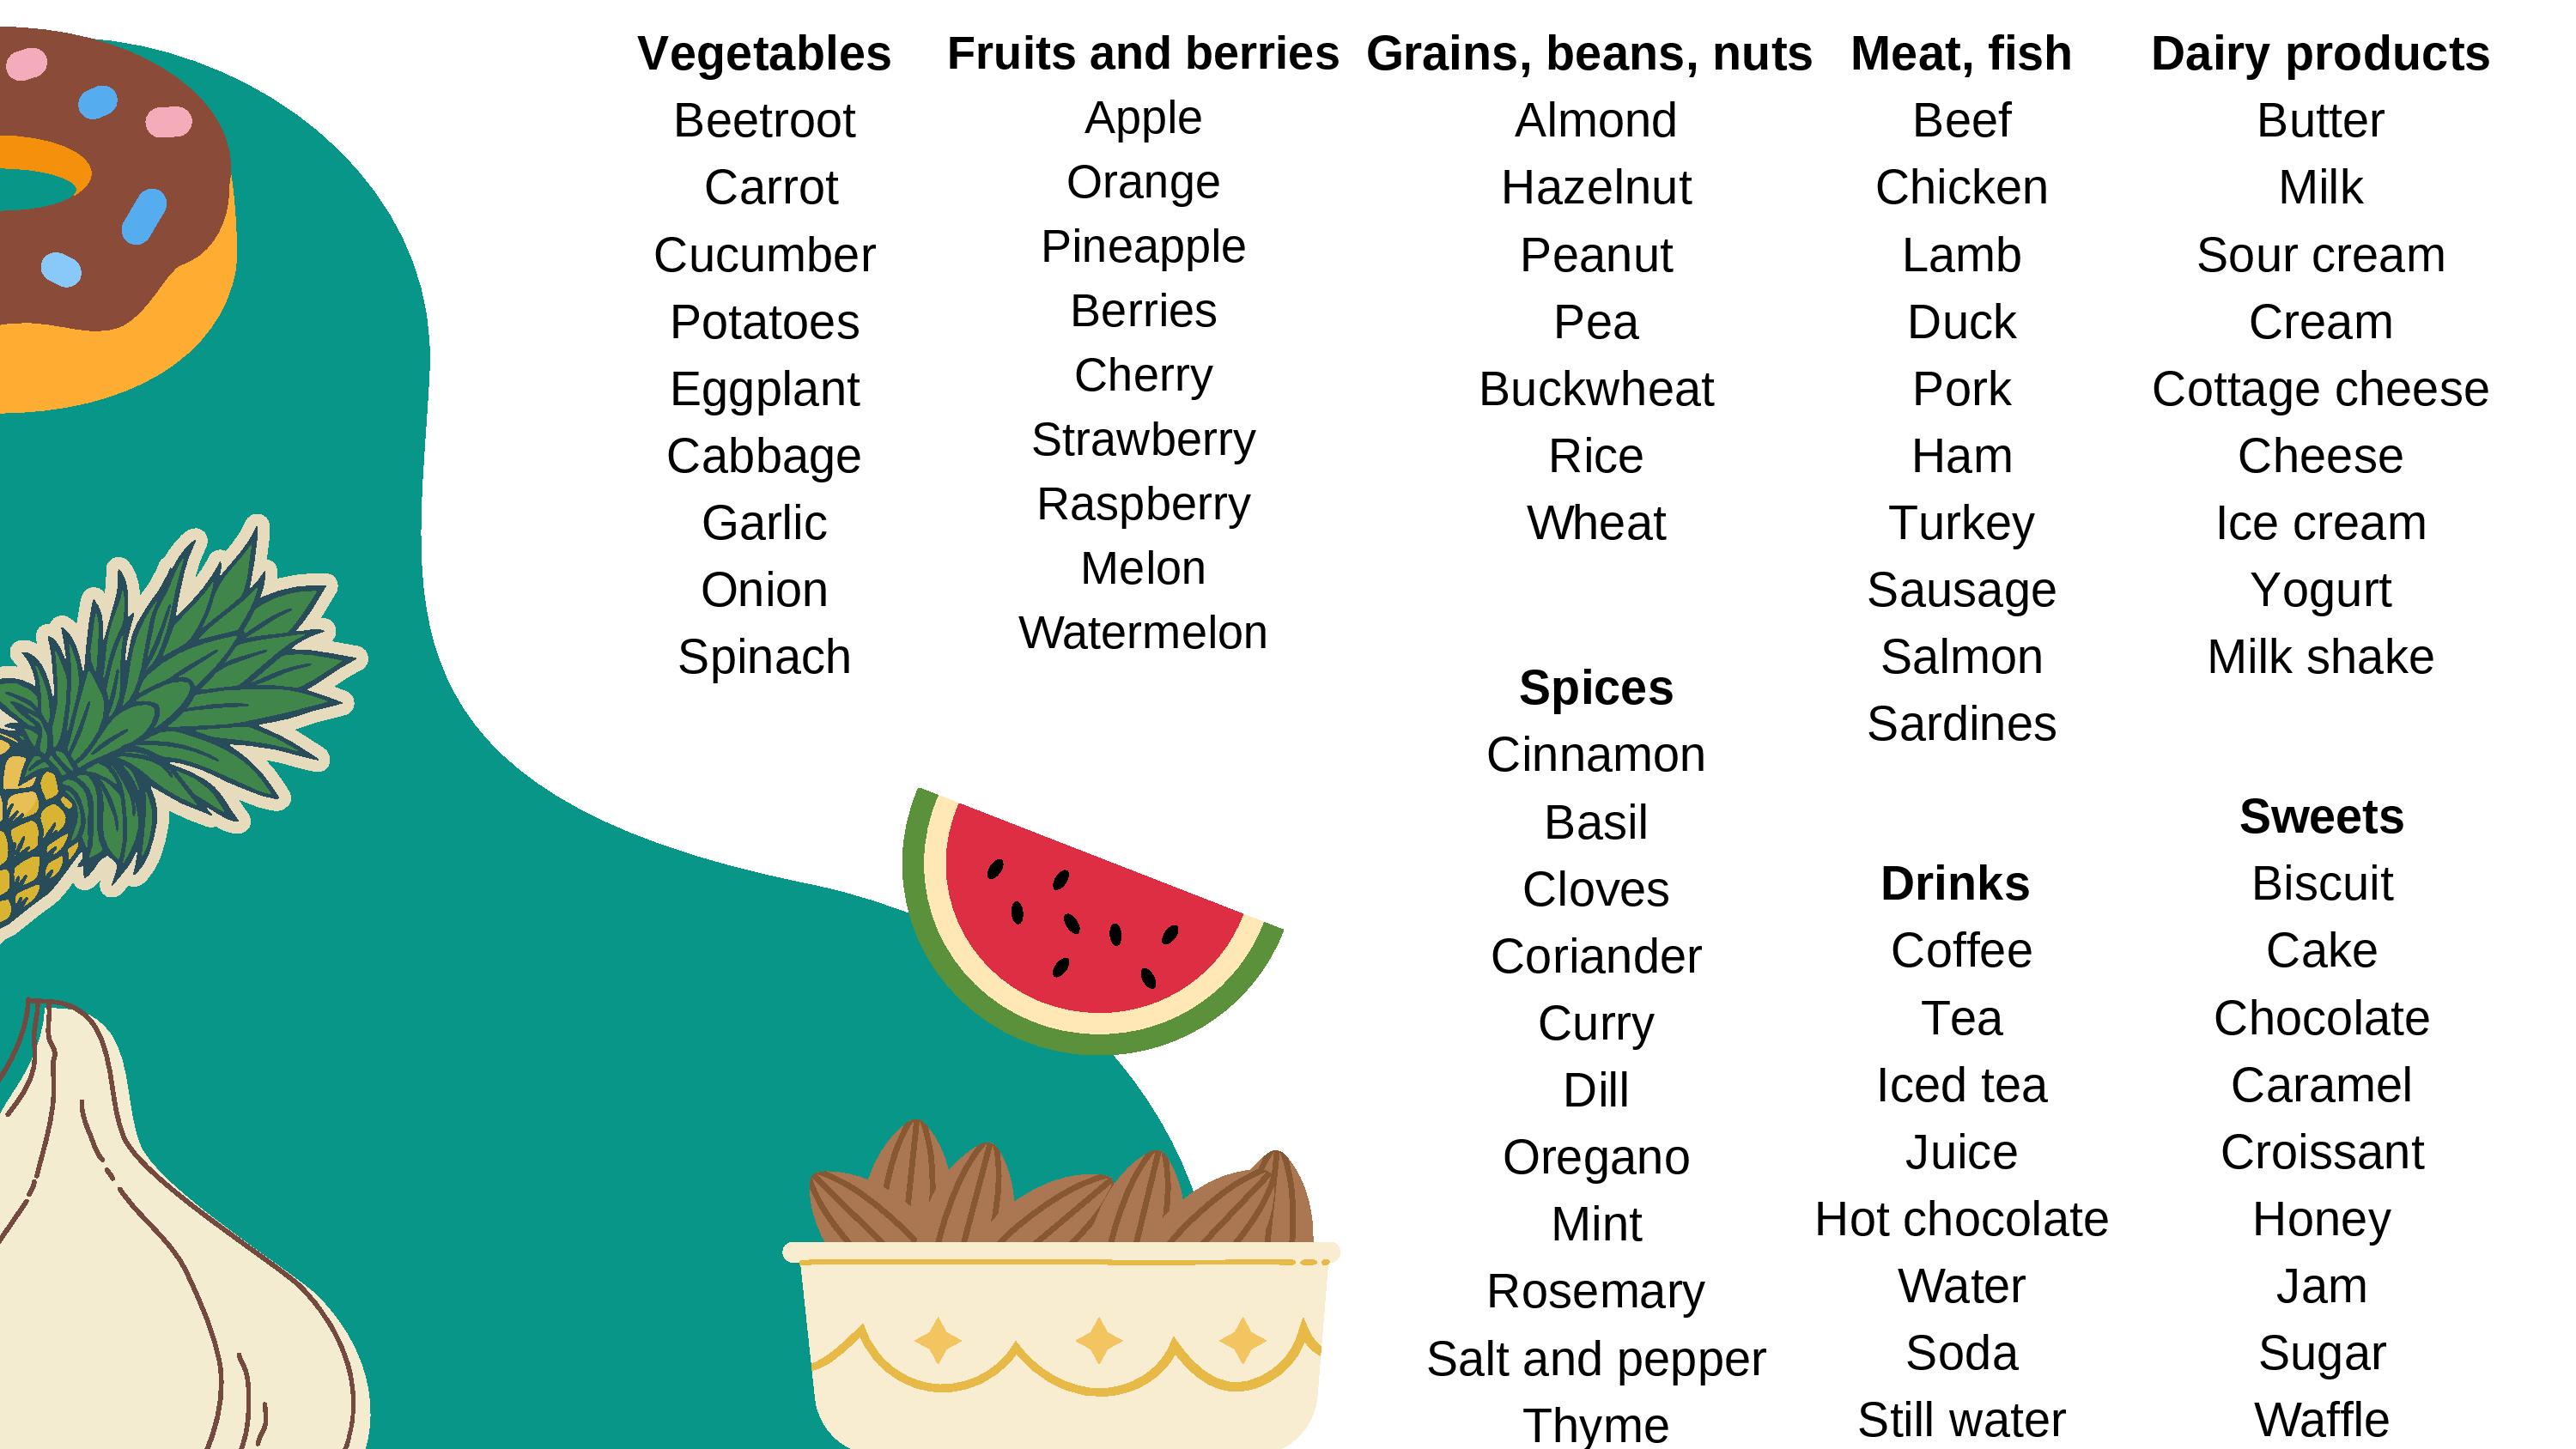 Vegetables
Beetroot
Carrot
Cucumber
Potatoes
Eggplant
Cabbage
Garlic
Onion
Spinach
Fruits and berries
Apple
Orange
Pineapple
Berries
Cherry
Strawberry
Raspberry
Melon
Watermelon
Grains, beans, nuts
Almond
Hazelnut
Peanut
Pea
Buckwheat
Rice
Wheat
Spices
Cinnamon
Basil
Cloves
Coriander
Curry
Dill
Oregano
Mint
Rosemary
Salt and pepper
Thyme
Meat, fish
Beef
Chicken
Lamb
Duck
Pork
Ham
Turkey
Sausage
Salmon
Sardines
Drinks
Coffee
Tea
Iced tea
Juice
Hot chocolate
Water
Soda
Still water
Dairy products
Butter
Milk
Sour cream
Cream
Cottage cheese
Cheese
Ice cream
Yogurt
Milk shake
Sweets
Biscuit
Cake
Chocolate
Caramel
Croissant
Honey
Jam
Sugar
Waffle